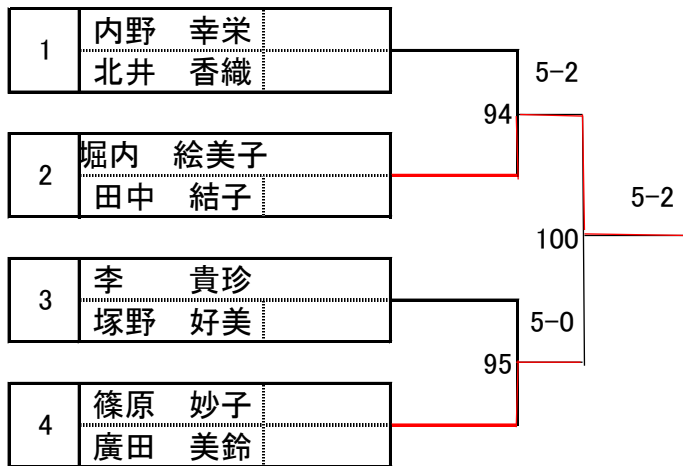 1
内野　幸栄
北井　香織
5-2
94
2
堀内　絵美子
田中　結子
5-2
100
3
李　　貴珍
塚野　好美
5-0
95
4
篠原　妙子
廣田　美鈴